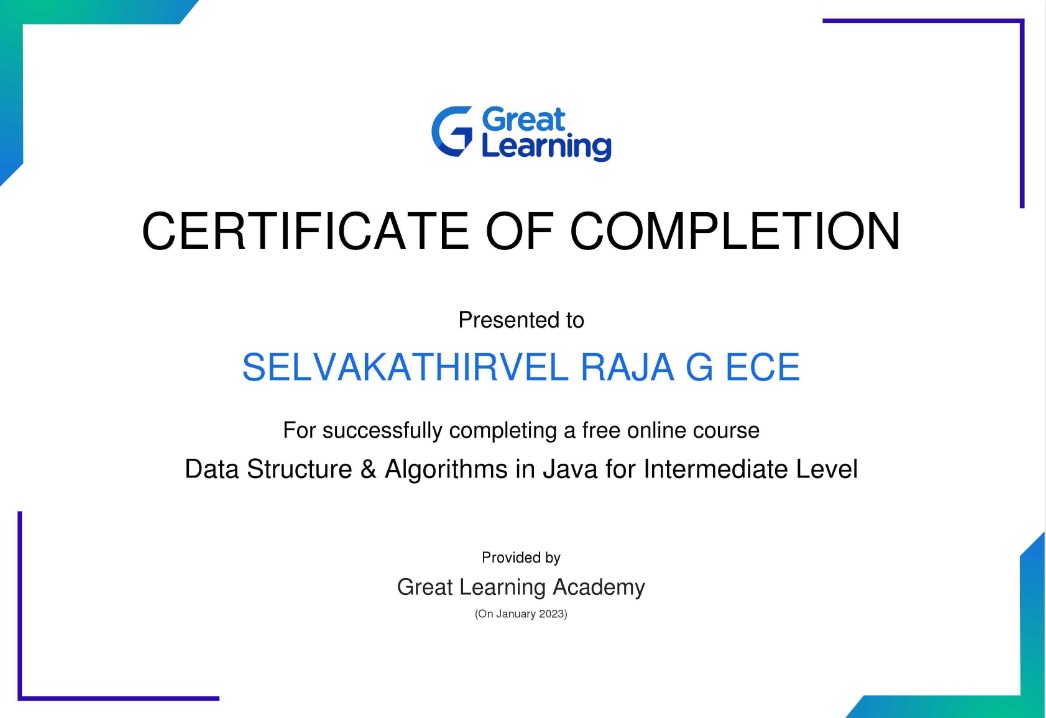 Great
Learning
CERTIFICATE OF COMPLETION
Presented to
SELVAKATHIRVEL RAJA G ECE
For successfully completing a free online course
Data Structure & Algorithms in Java for Intermediate Level
Provided by
Great Learning Academy
(On January 2023)